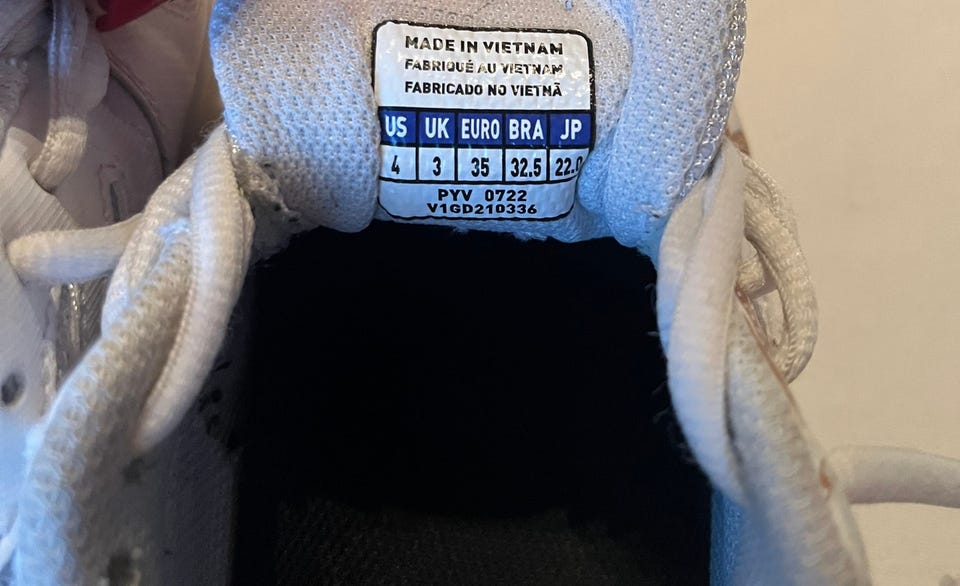 MADE IN VIETNAM
FABRIQUÉ AU VIETNAM
FABRICADO NO VIETNÃ
US UK EURO BRA JP
4 3 35 32.5 22.0
PYV 0722
V1GD210336